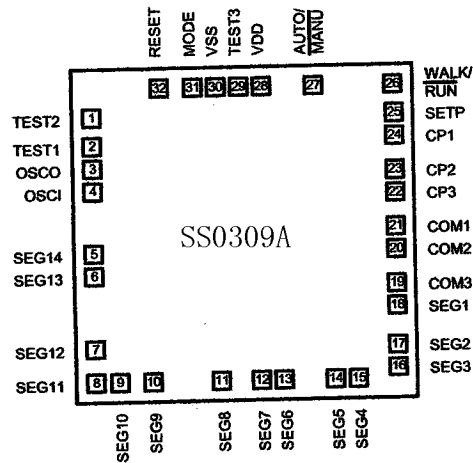 RESET
MODE
VSS
TEST3
VDD
AUTO/
MANU
32
31
30
29
28
27
26
WALK/
RUN
TEST2
1
25
SETP
TEST1
2
24
CP1
OSCO
3
23
CP2
OSCI
4
22
CP3
21
COM1
SS0309A
20
COM2
SEG14
5
SEG13
6
19
COM3
18
SEG1
SEG12
7
17
SEG2
16
SEG3
SEG11
8
9
10
11
12
13
14
15
SEG10
SEG9
SEG8
SEG7
SEG6
SEG5
SEG4